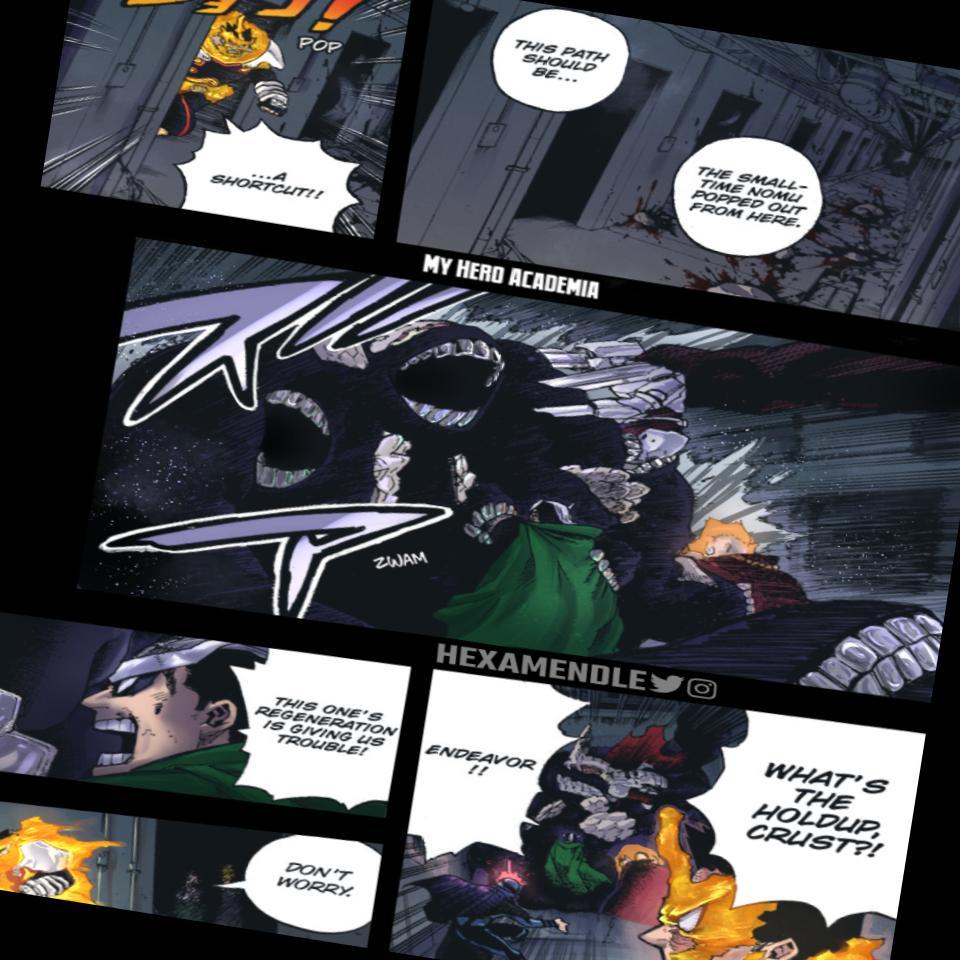 POP
...A
SHORTCUT!!
THIS PATH
SHOULD
BE...
THE SMALL-
TIME NOMU
POPPED OUT
FROM HERE.
MY HERO ACADEMIA
ZWAM
HEXAMENDLE
THIS ONE'S
REGENERATION
IS GIVING US
TROUBLE!
DON'T
WORRY.
ENDEAVOR
!!
WHAT'S
THE
HOLDUP,
CRUST?!